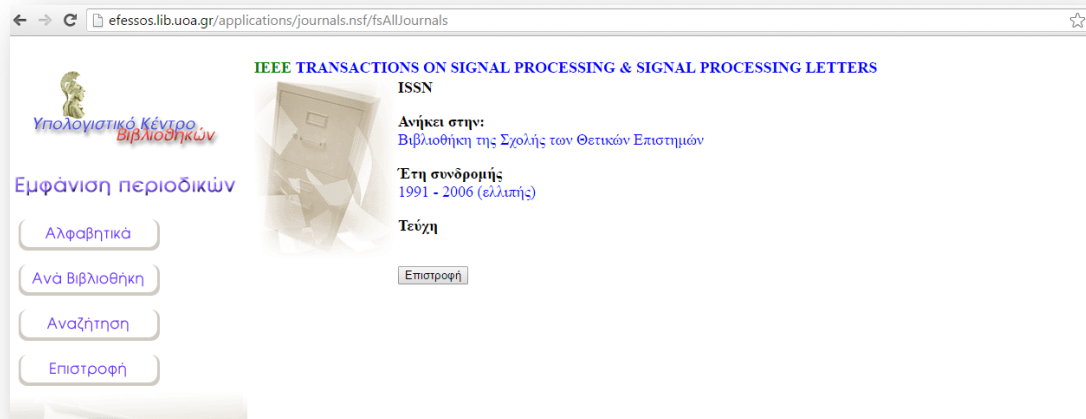 efessos.lib.uoa.gr/applications/journals.nsf/fsAllJournals
Υπολογιστικό Κέντρο
Βιβλιοθηκών
Εμφάνιση περιοδικών
Αλφαβητικά
Ανά Βιβλιοθήκη
Αναζήτηση
Επιστροφή
IEEE TRANSACTIONS ON SIGNAL PROCESSING & SIGNAL PROCESSING LETTERS
ISSN
Ανήκει στην:
Βιβλιοθήκη της Σχολής των Θετικών Επιστημών
Έτη συνδρομής
1991 - 2006 (ελλιπής)
Τεύχη
Επιστροφή